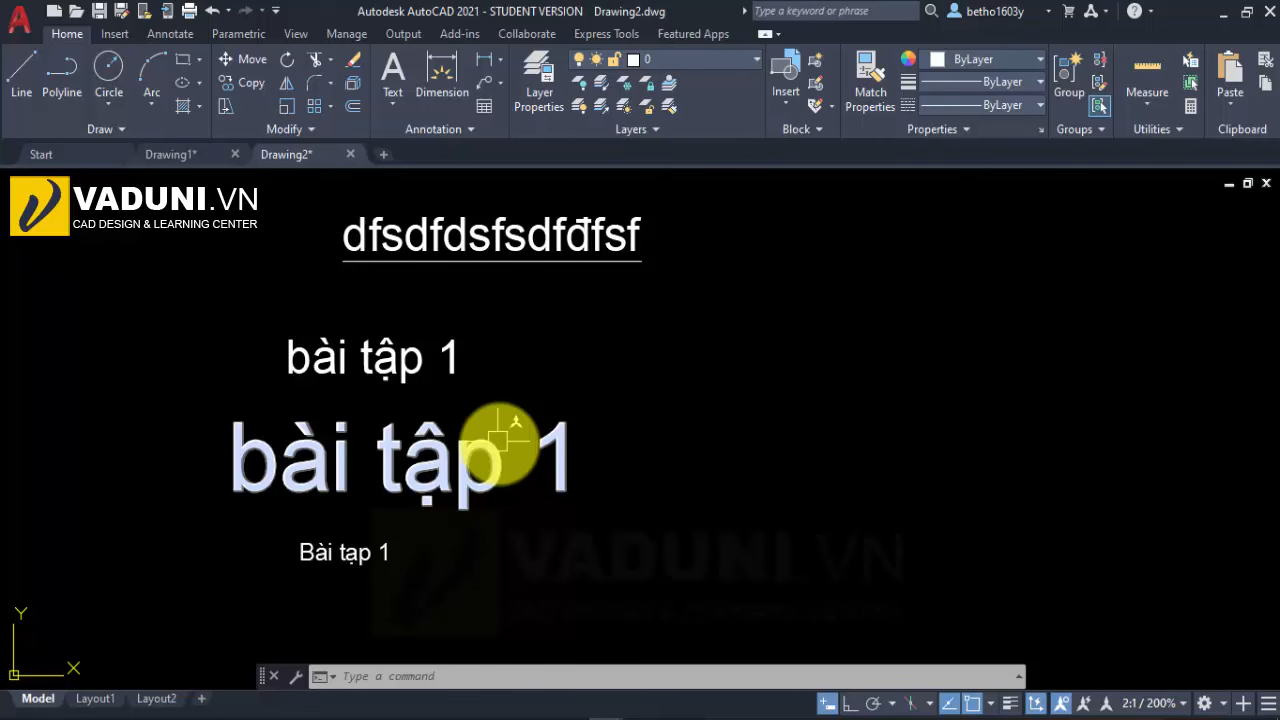 Autodesk AutoCAD 2021 - STUDENT VERSION Drawing2.dwg
Type a keyword or phrase
betho1603y
Home Insert Annotate Parametric View Manage Output Add-ins Collaborate Express Tools Featured Apps
Line Polyline Circle Arc
Move
Copy
Text Dimension
Layer Properties
0
Insert
Match Properties
ByLayer
ByLayer
ByLayer
Group
Measure
Paste
Draw Modify Annotation Layers Block Properties Groups Utilities Clipboard
Start Drawing1* Drawing2*
VADUNI.VN
CAD DESIGN & LEARNING CENTER
dfsdfdsfsdfđfsf
bài tập 1
bài tập 1
Bài tạp 1
VADUNI.VN
Y
X
Type a command
Model Layout1 Layout2
2:1 / 200%